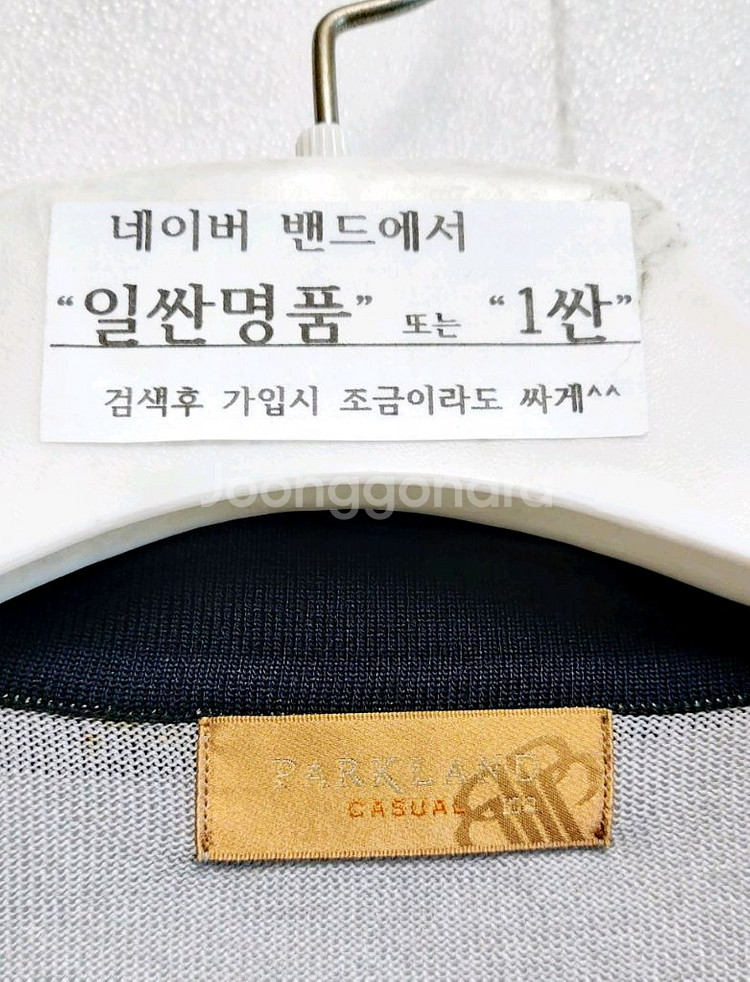 네이버 밴드에서
“일싼명품” 또는 “1싼”
검색후 가입시 조금이라도 싸게^^
Joonggonara
PARKLAND
CASUAL 100